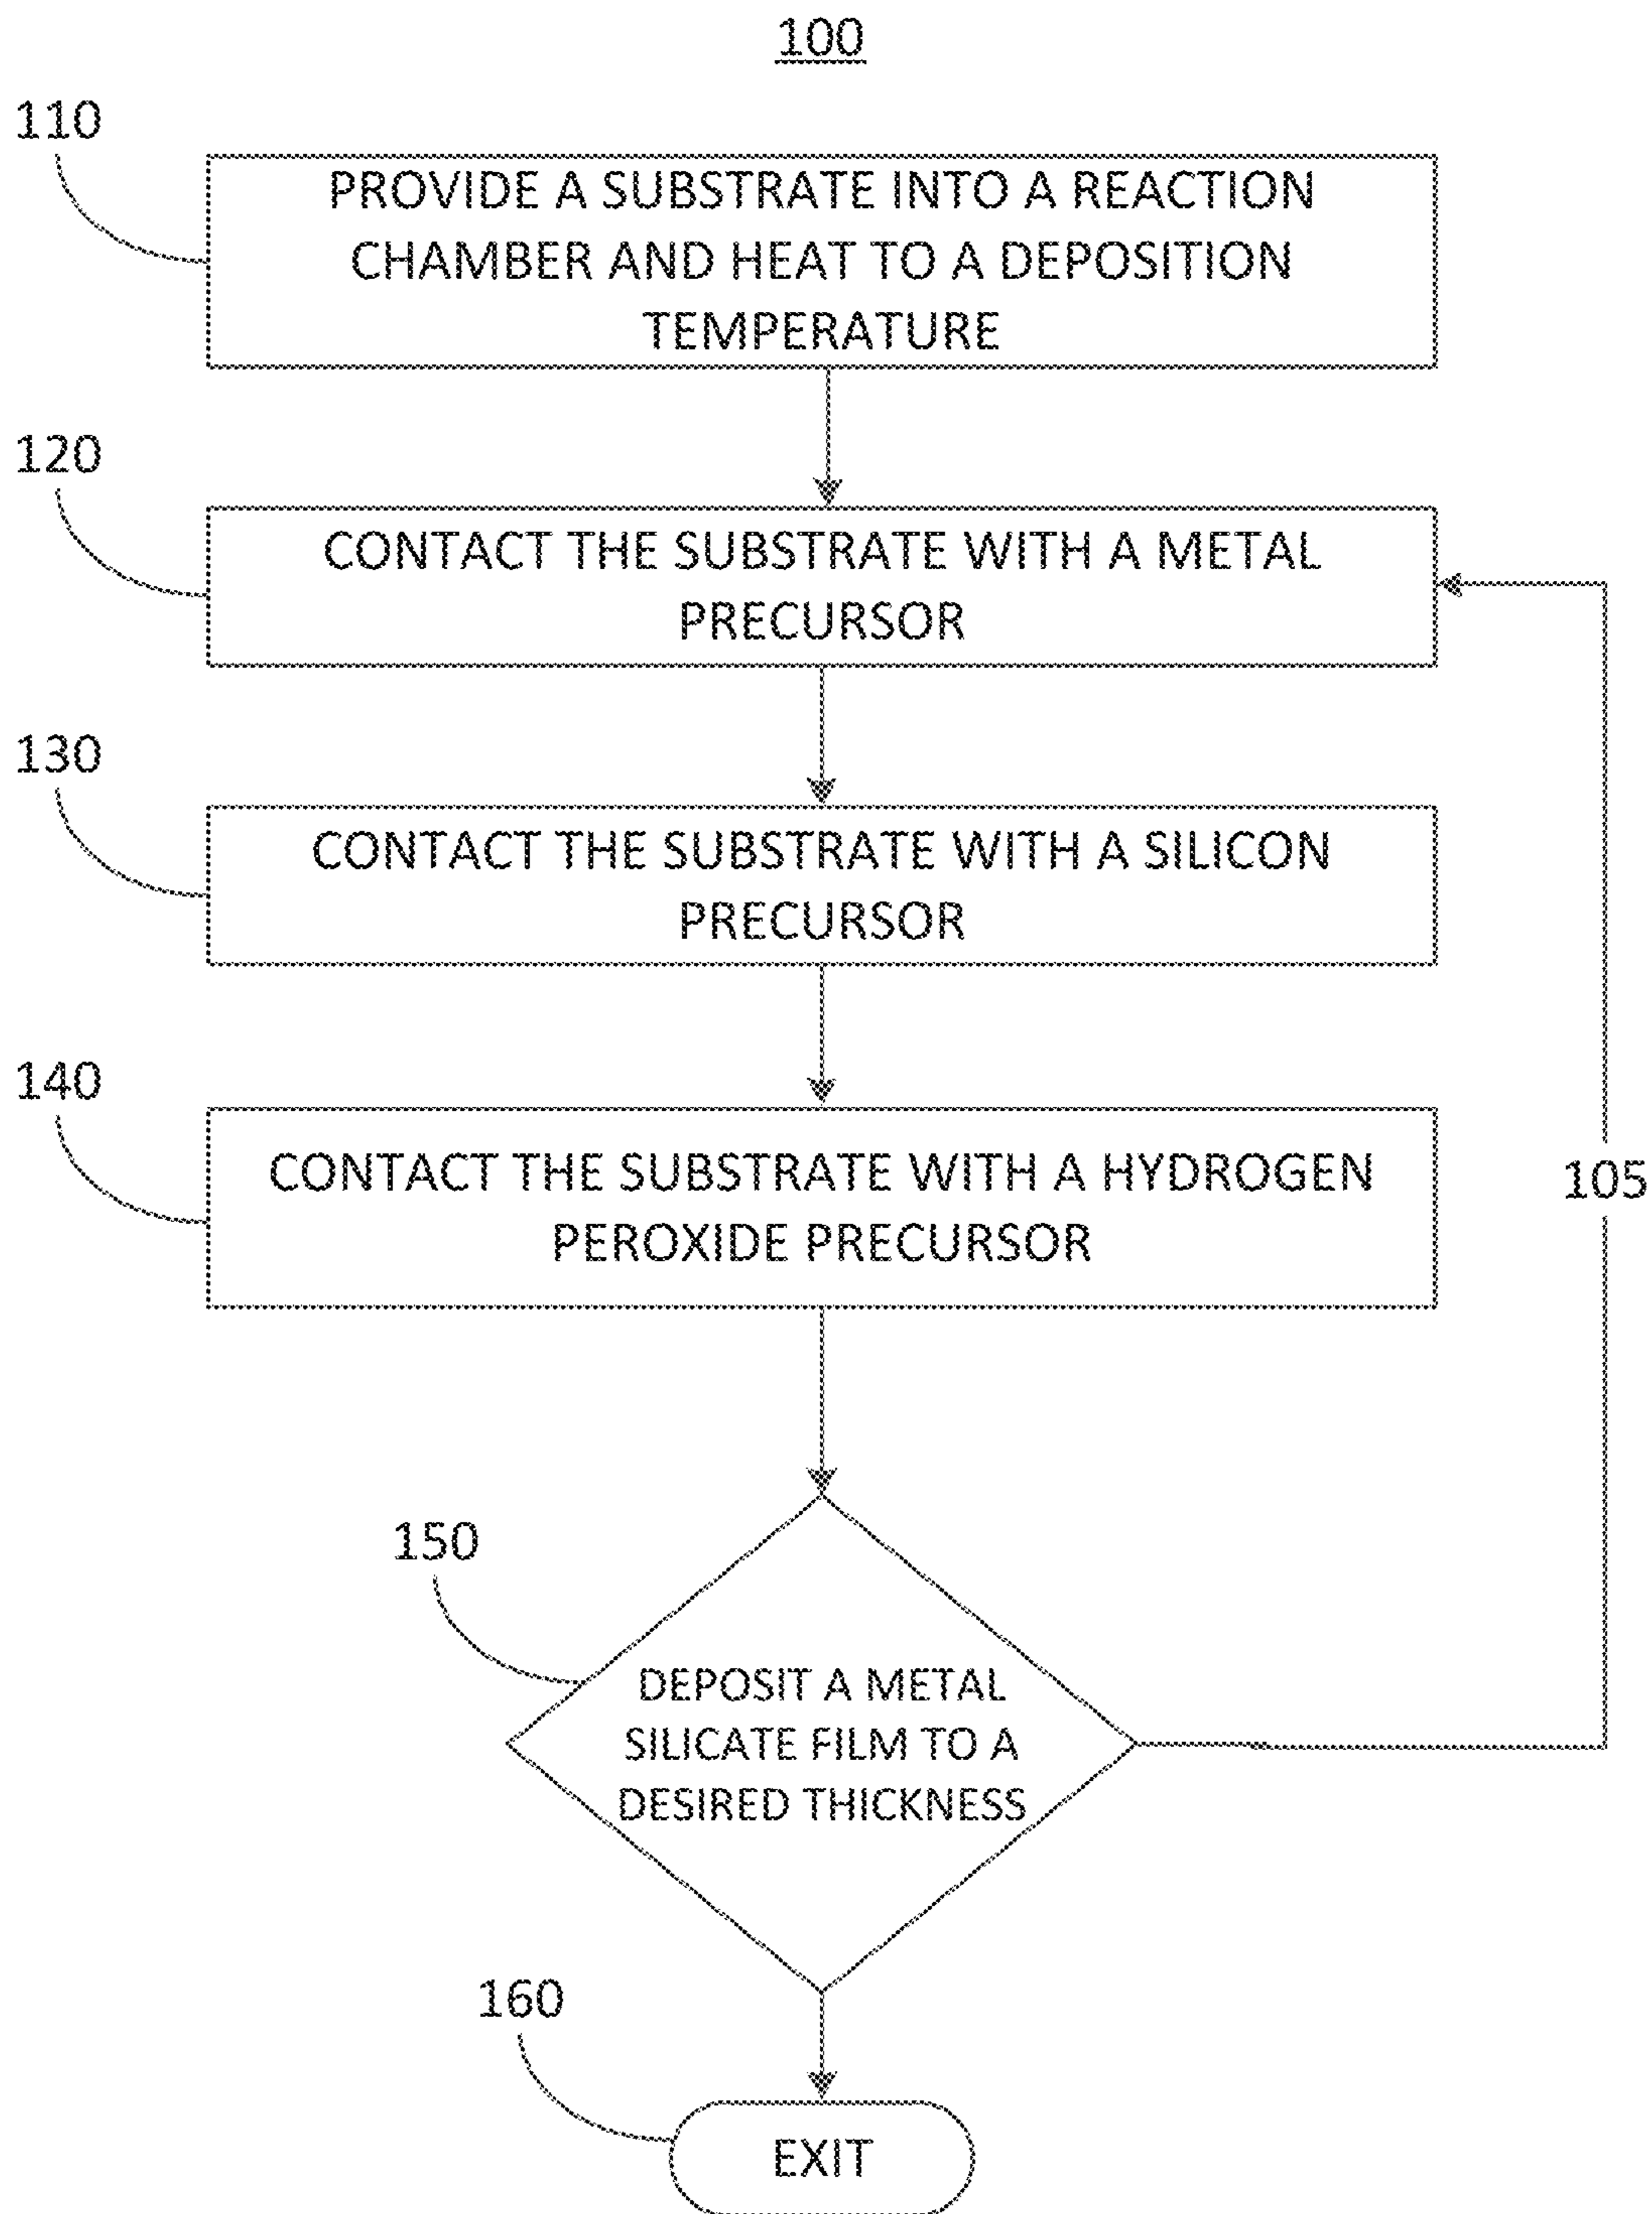 100
110
PROVIDE A SUBSTRATE INTO A REACTION
CHAMBER AND HEAT TO A DEPOSITION
TEMPERATURE
120
CONTACT THE SUBSTRATE WITH A METAL
PRECURSOR
130
CONTACT THE SUBSTRATE WITH A SILICON
PRECURSOR
140
CONTACT THE SUBSTRATE WITH A HYDROGEN
PEROXIDE PRECURSOR
105
150
DEPOSIT A METAL
SILICATE FILM TO A
DESIRED THICKNESS
160
EXIT